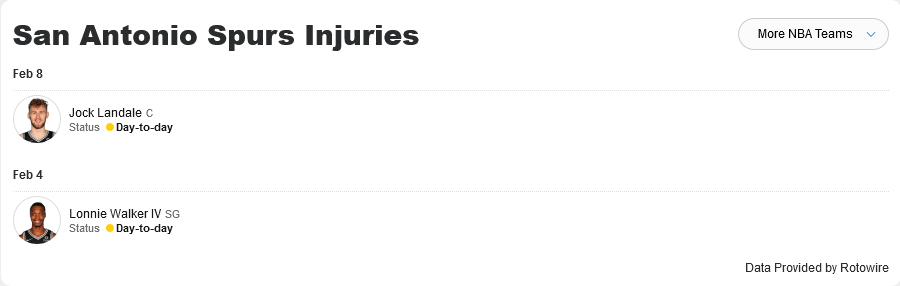 San Antonio Spurs Injuries
More NBA Teams
Feb 8
Jock Landale C
Status Day-to-day
Feb 4
Lonnie Walker IV SG
Status Day-to-day
Data Provided by Rotowire